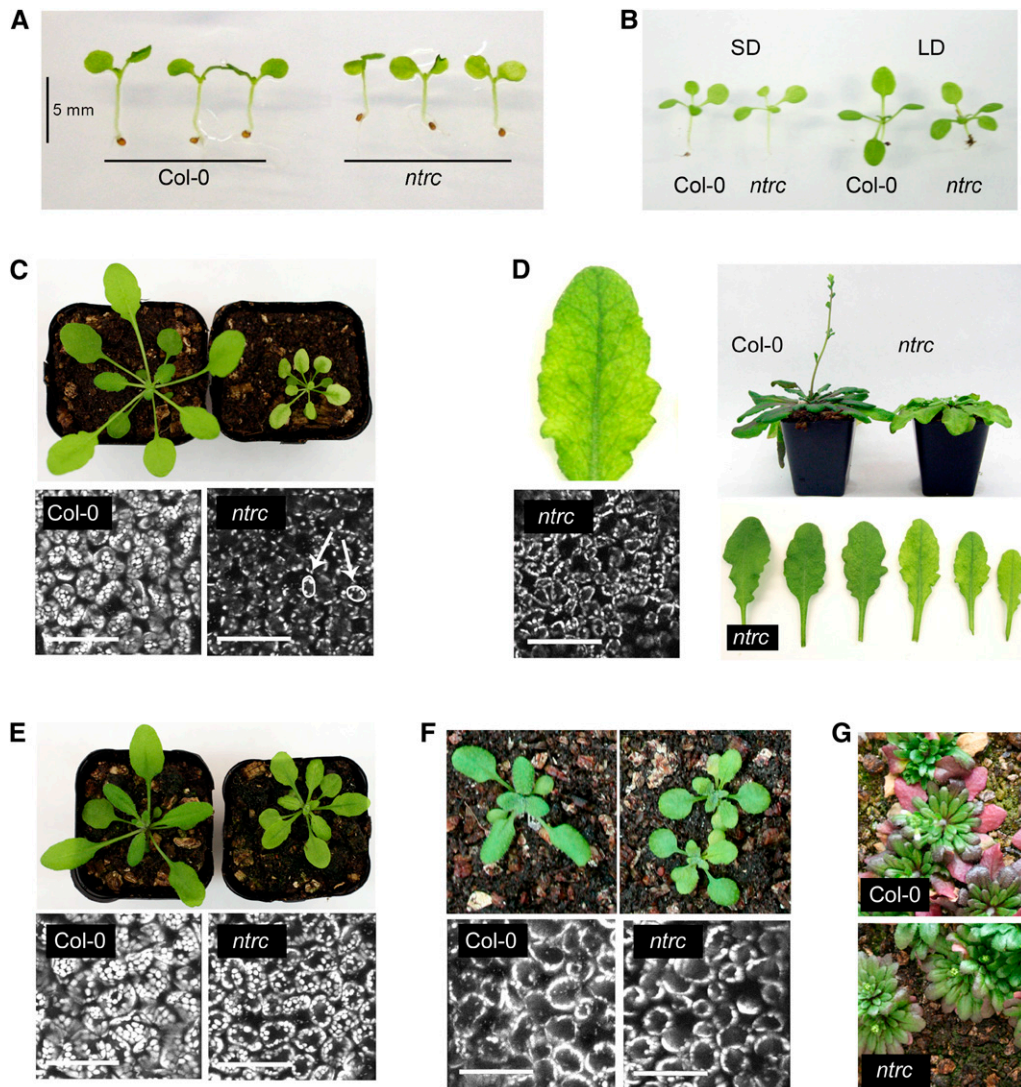 A
5 mm
Col-0
ntrc
B
SD
LD
Col-0
ntrc
Col-0
ntrc
C
Col-0
ntrc
D
ntrc
Col-0
ntrc
ntrc
E
Col-0
ntrc
F
Col-0
ntrc
G
Col-0
ntrc